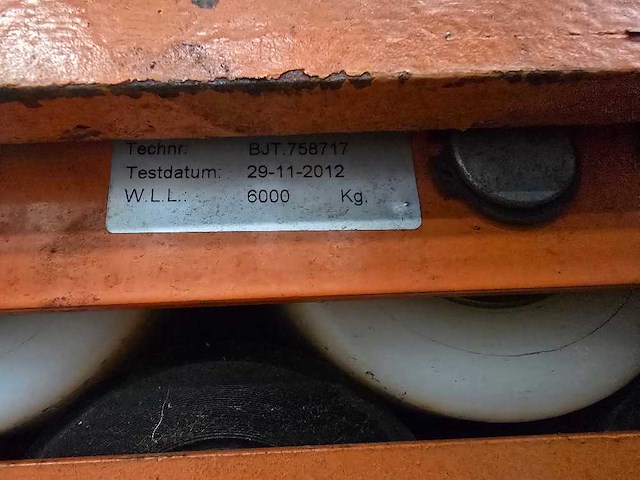 Technr: BJT.758717
Testdatum: 29-11-2012
W.L.L.: 6000 Kg.